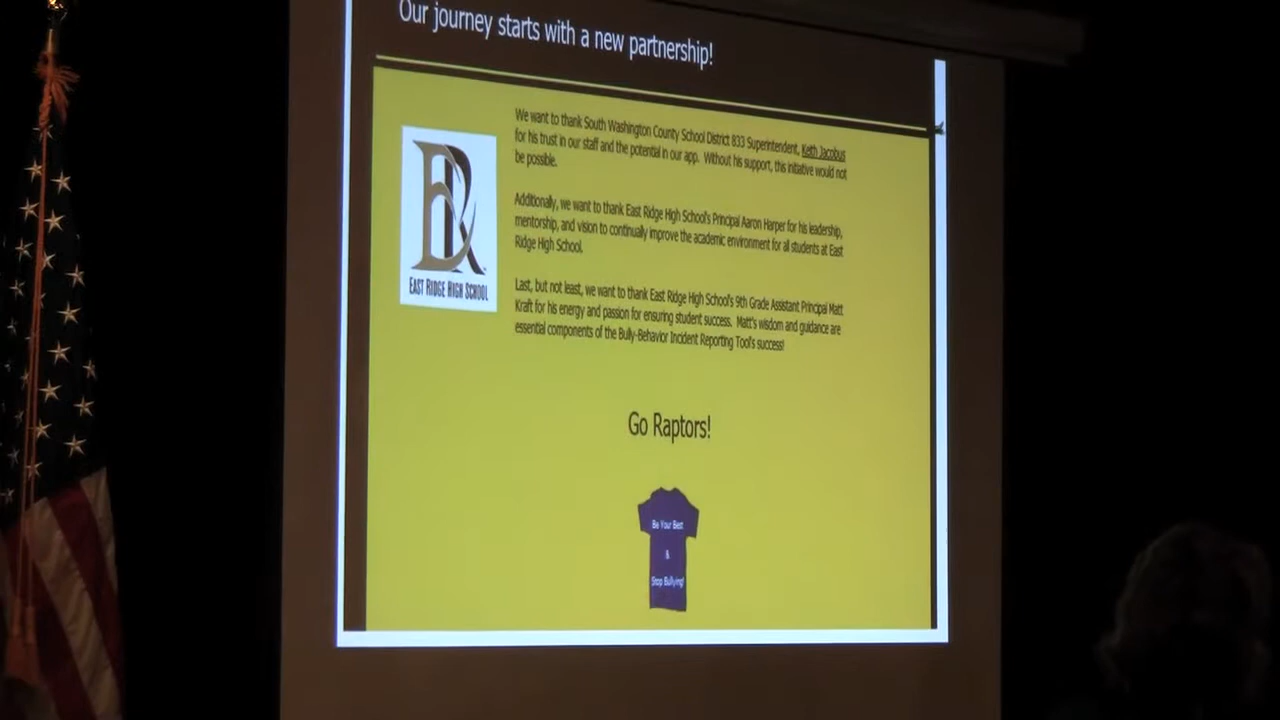 Our journey starts with a new partnership!
We want to thank South Washington County School District 833 Superintendent, Keith Jacobus
for his trust in our staff and the potential in our app. Without his support, this initiative would not
be possible.
Additionally, we want to thank East Ridge High School's Principal Aaron Harper for his leadership,
mentorship, and vision to continually improve the academic environment for all students at East
Ridge High School.
Last, but not least, we want to thank East Ridge High School's 9th Grade Assistant Principal Matt
Kraft for his energy and passion for ensuring student success. Matt's wisdom and guidance are
essential components of the Bully-Behavior Incident Reporting Tool's success!
ER
EAST RIDGE HIGH SCHOOL
Go Raptors!
Be Your Best
&
Stop Bullying!